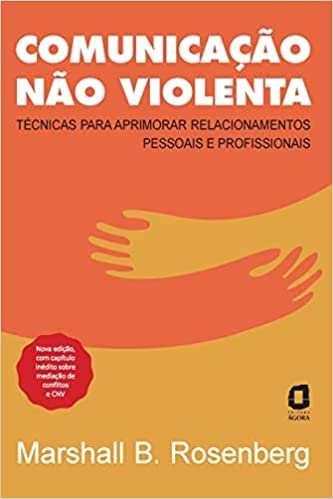 COMUNICAÇÃO
NÃO VIOLENTA
TÉCNICAS PARA APRIMORAR RELACIONAMENTOS
PESSOAIS E PROFISSIONAIS
Nova edição,
com capítulo
inédito sobre
mediação de
conflitos
e CNV
EDITORA
ÁGORA
Marshall B. Rosenberg